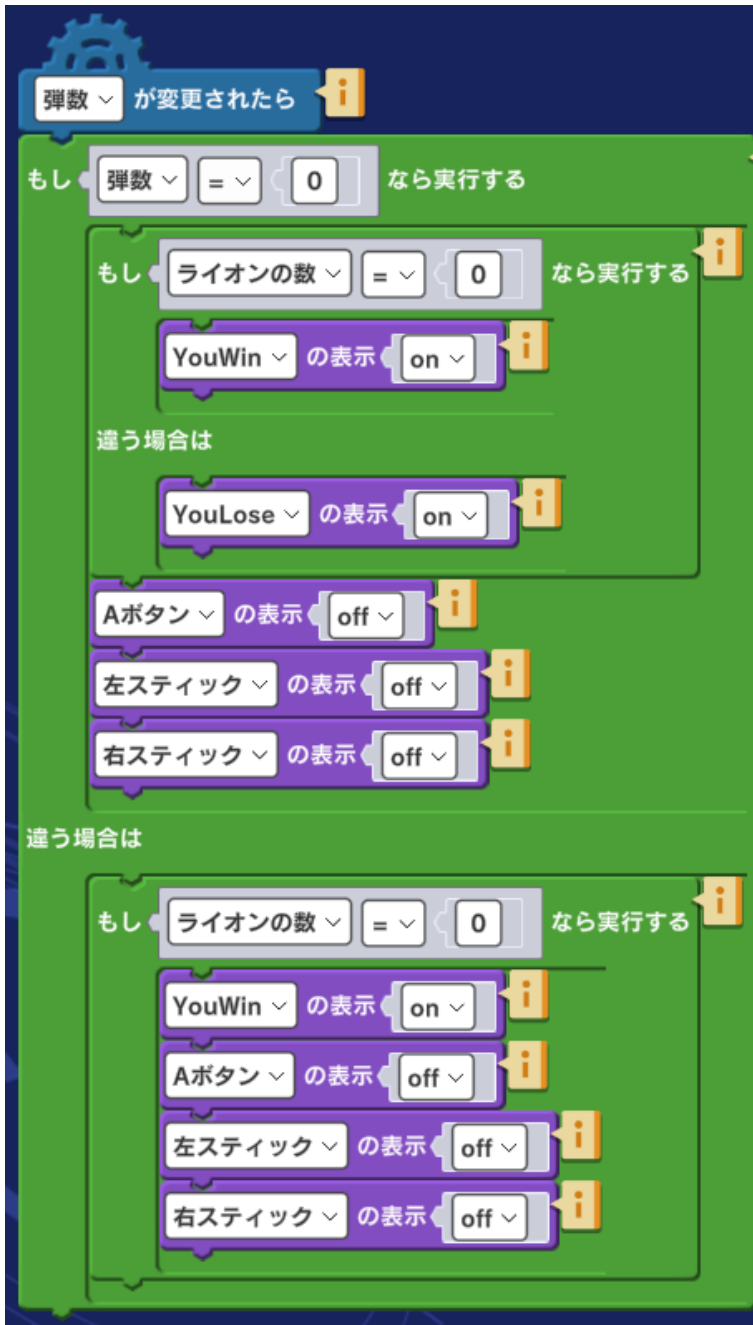 弾数 が変更されたら i
もし 弾数 = 0 なら実行する
もし ライオンの数 = 0 なら実行する i
YouWin の表示 on i
違う場合は
YouLose の表示 on i
Aボタン の表示 off i
左スティック の表示 off i
右スティック の表示 off i
違う場合は
もし ライオンの数 = 0 なら実行する i
YouWin の表示 on i
Aボタン の表示 off i
左スティック の表示 off i
右スティック の表示 off i